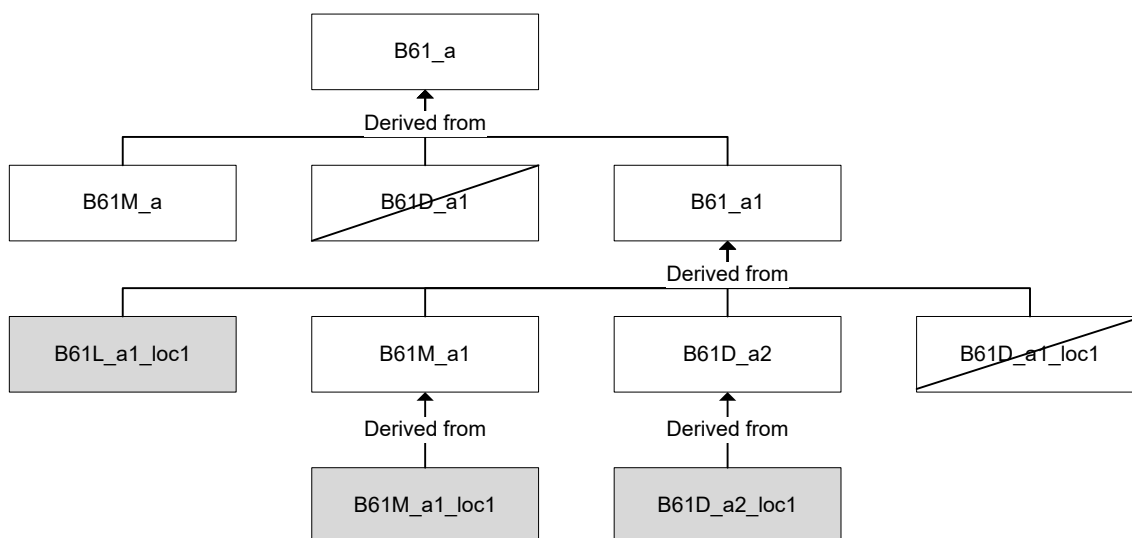 B61_a
Derived from
B61M_a
B61D_a1
B61_a1
Derived from
B61L_a1_loc1
B61M_a1
B61D_a2
B61D_a1_loc1
Derived from
Derived from
B61M_a1_loc1
B61D_a2_loc1